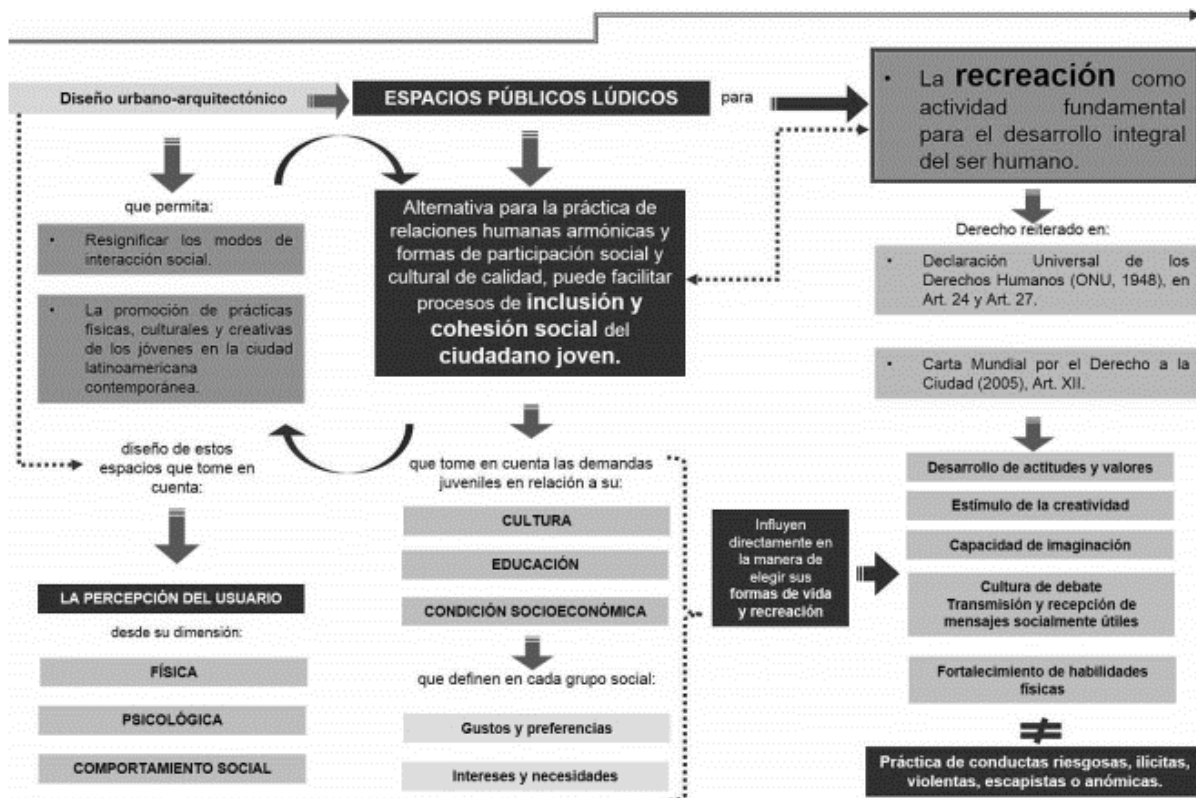 Diseño urbano-arquitectónico
ESPACIOS PÚBLICOS LÚDICOS
para
• La recreación como
actividad fundamental
para el desarrollo integral
del ser humano.
que permita:
• Resignificar los modos de
interacción social.
• La promoción de prácticas
físicas, culturales y creativas
de los jóvenes en la ciudad
latinoamericana
contemporánea.
Alternativa para la práctica de
relaciones humanas armónicas y
formas de participación social y
cultural de calidad, puede facilitar
procesos de inclusión y
cohesión social del
ciudadano joven.
Derecho reiterado en:
• Declaración Universal de los
Derechos Humanos (ONU, 1948), en
Art. 24 y Art. 27.
• Carta Mundial por el Derecho a la
Ciudad (2005), Art. XII.
diseño de estos
espacios que tome en
cuenta:
LA PERCEPCIÓN DEL USUARIO
desde su dimensión:
FÍSICA
PSICOLÓGICA
COMPORTAMIENTO SOCIAL
que tome en cuenta las demandas
juveniles en relación a su:
CULTURA
EDUCACIÓN
CONDICIÓN SOCIOECONÓMICA
que definen en cada grupo social:
Gustos y preferencias
Intereses y necesidades
Influyen
directamente en
la manera de
elegir sus
formas de vida
y recreación
Desarrollo de actitudes y valores
Estímulo de la creatividad
Capacidad de imaginación
Cultura de debate
Transmisión y recepción de
mensajes socialmente útiles
Fortalecimiento de habilidades
físicas
≠
Práctica de conductas riesgosas, ilícitas,
violentas, escapistas o anómicas.